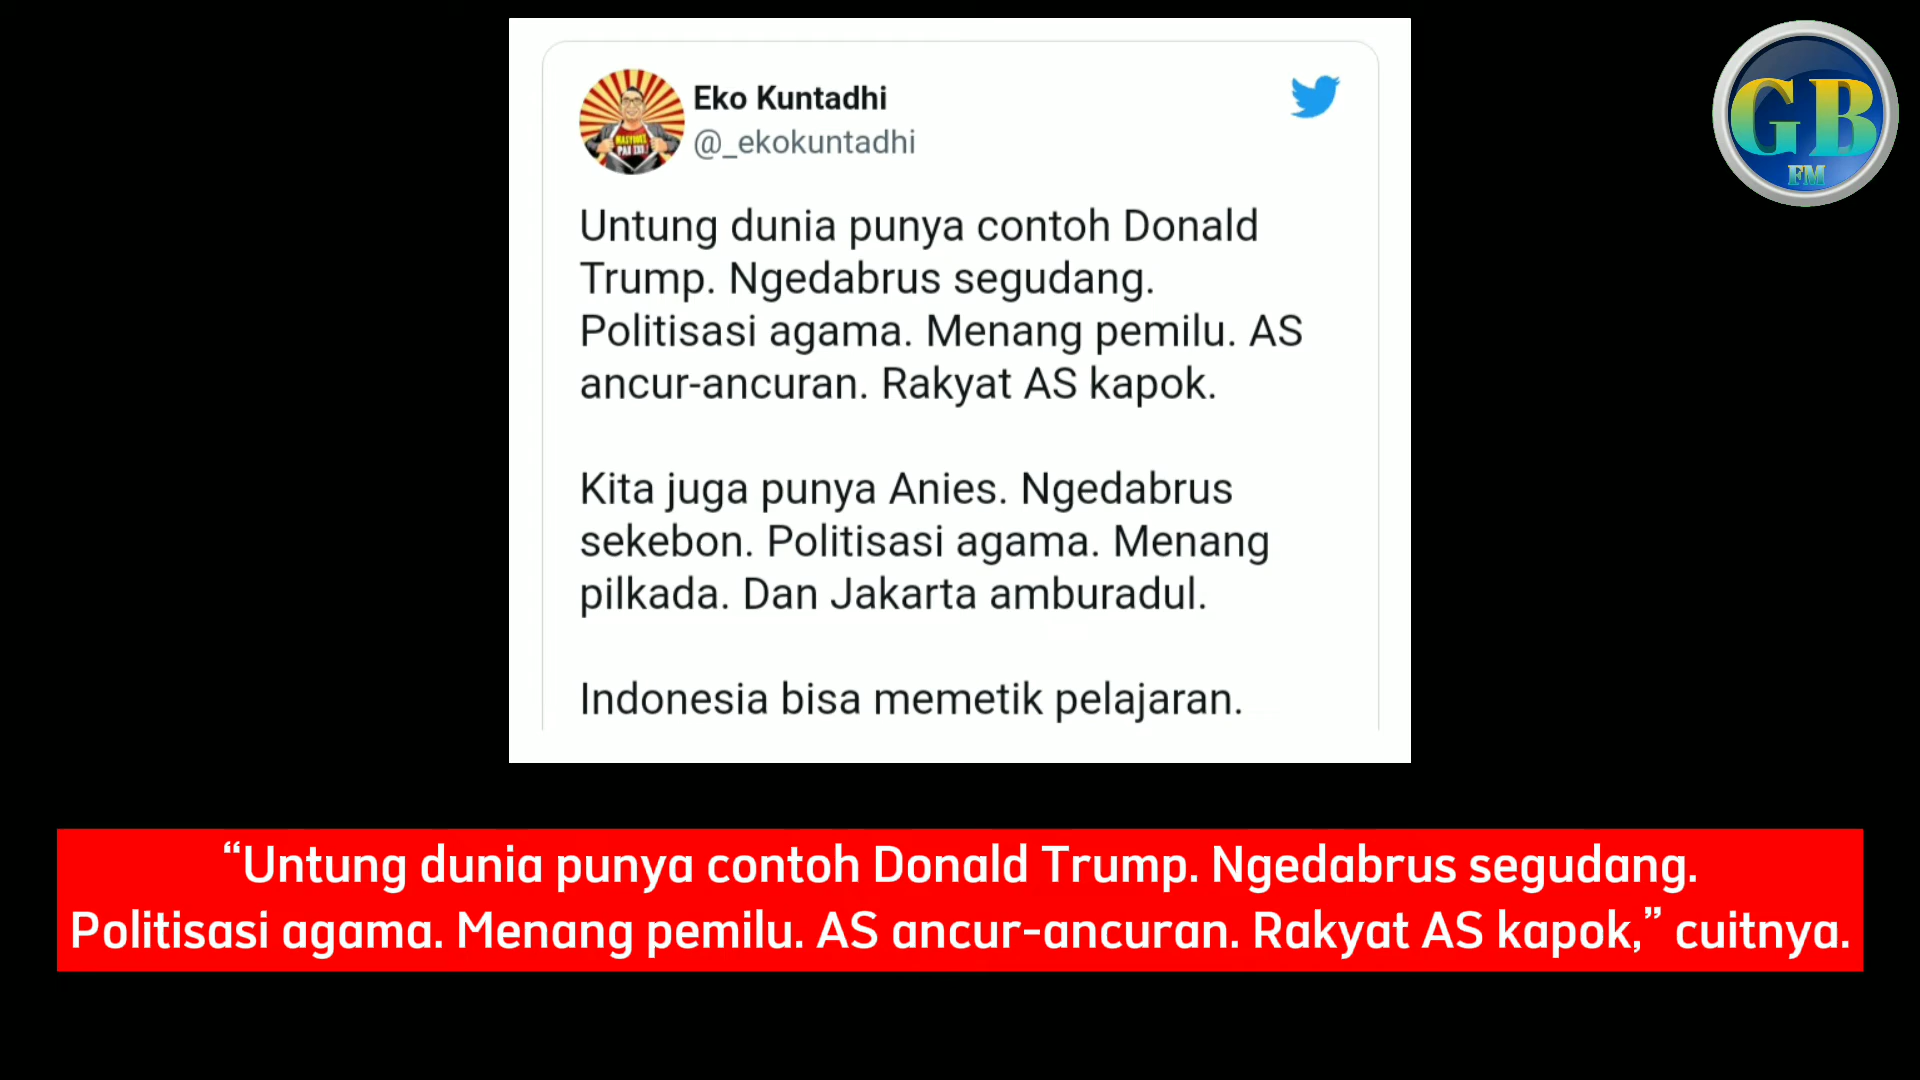 Eko Kuntadhi
@_ekokuntadhi
Untung dunia punya contoh Donald
Trump. Ngedabrus segudang.
Politisasi agama. Menang pemilu. AS
ancur-ancuran. Rakyat AS kapok.
Kita juga punya Anies. Ngedabrus
sekebon. Politisasi agama. Menang
pilkada. Dan Jakarta amburadul.
Indonesia bisa memetik pelajaran.
GB
FM
“Untung dunia punya contoh Donald Trump. Ngedabrus segudang.
Politisasi agama. Menang pemilu. AS ancur-ancuran. Rakyat AS kapok,” cuitnya.